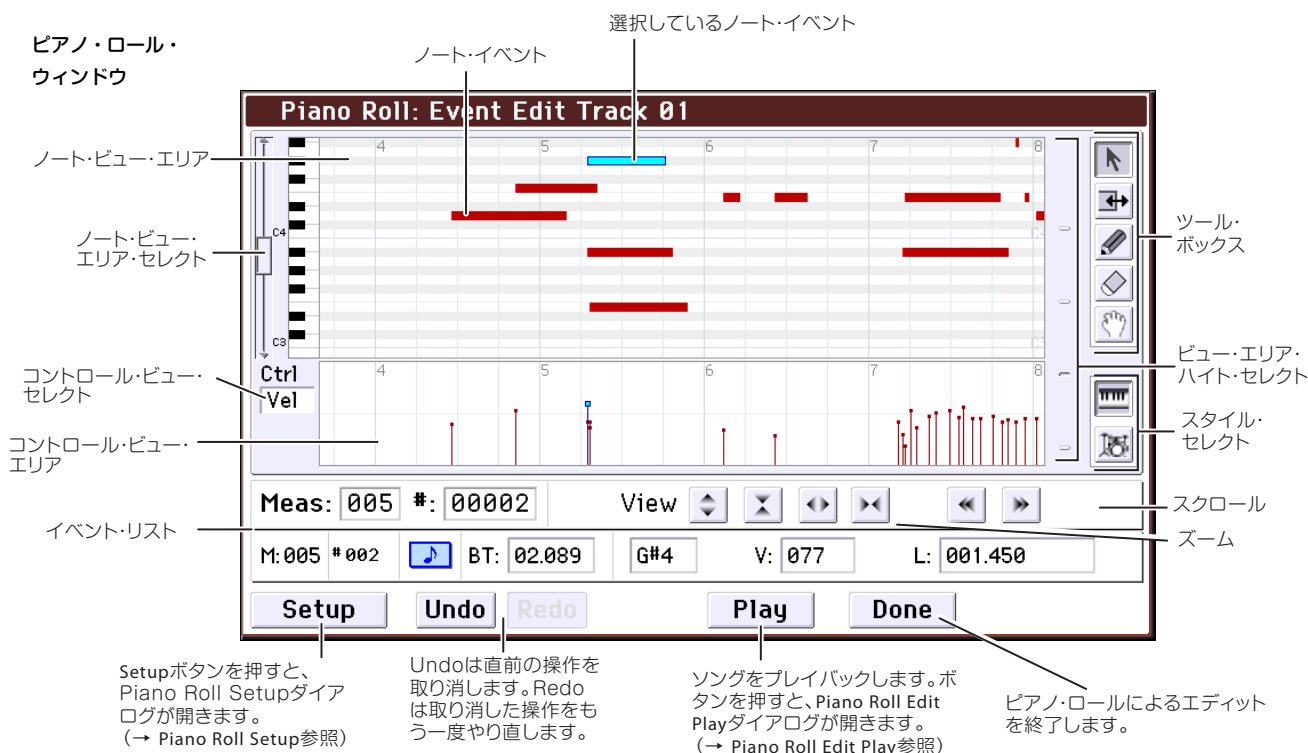 ピアノ・ロール・
ウィンドウ
選択しているノート・イベント
ノート・イベント
Piano Roll: Event Edit Track 01
ノート・ビュー・エリア
4 5 6 7 8
ノート・ビュー・
エリア・セレクト
C4
C4
C3
C3
ツール・
ボックス
ビュー・エリア・
ハイト・セレクト
コントロール・ビュー・
セレクト
Ctrl
Vel
4 5 6 7 8
スタイル・
セレクト
コントロール・ビュー・
エリア
Meas: 005 #: 00002 View
スクロール
イベント・リスト
ズーム
M:005 #002 BT: 02.089 G#4 V: 077 L: 001.450
Setup Undo Redo Play Done
Setupボタンを押すと、
Piano Roll Setupダイア
ログが開きます。
(→ Piano Roll Setup参照)
Undoは直前の操作を
取り消します。Redo
は取り消した操作をも
う一度やり直します。
ソングをプレイバックします。ボ
タンを押すと、Piano Roll Edit
Playダイアログが開きます。
(→ Piano Roll Edit Play参照)
ピアノ・ロールによるエディット
を終了します。